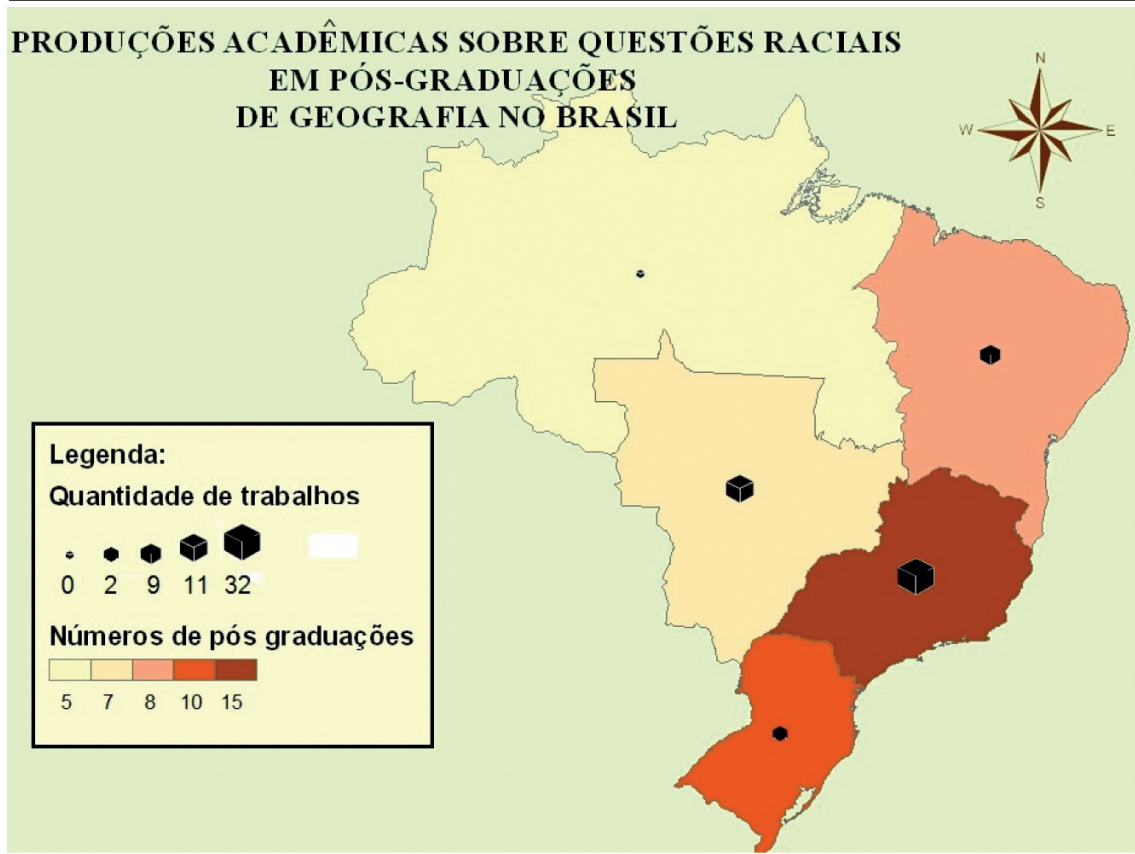 PRODUÇÕES ACADÊMICAS SOBRE QUESTÕES RACIAIS
EM PÓS-GRADUAÇÕES
DE GEOGRAFIA NO BRASIL
N
W
E
S
Legenda:
Quantidade de trabalhos
0 2 9 11 32
Números de pós graduações
5 7 8 10 15